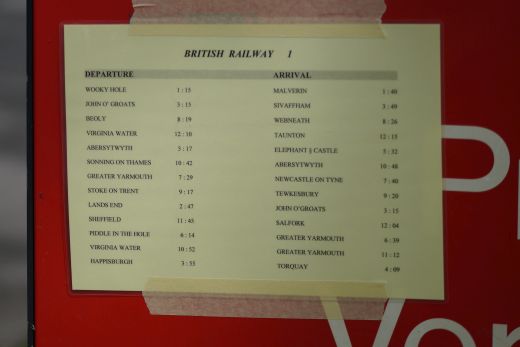 BRITISH RAILWAY 1
DEPARTURE ARRIVAL
WOOKY HOLE 1 : 15 MALVERIN 1 : 40
JOHN O' GROATS 3 : 15 SIVAFFHAM 3 : 49
BEOLY 8 : 19 WEBNEATH 8 : 26
VIRGINIA WATER 12 : 10 TAUNTON 12 : 15
ABERSYTWYTH 3 : 17 ELEPHANT § CASTLE 5 : 32
SONNING ON THAMES 10 : 42 ABERSYTWYTH 10 : 48
GREATER YARMOUTH 7 : 29 NEWCASTLE ON TYNE 7 : 40
STOKE ON TRENT 9 : 17 TEWKESBURY 9 : 20
LANDS END 2 : 47 JOHN O'GROATS 3 : 15
SHEFFIELD 11 : 45 SALFORK 12 : 04
PIDDLE IN THE HOLE 6 : 14 GREATER YARMOUTH 6 : 39
VIRGINIA WATER 10 : 52 GREATER YARMOUTH 11 : 12
HAPPISBURGH 3 : 55 TORQUAY 4 : 09